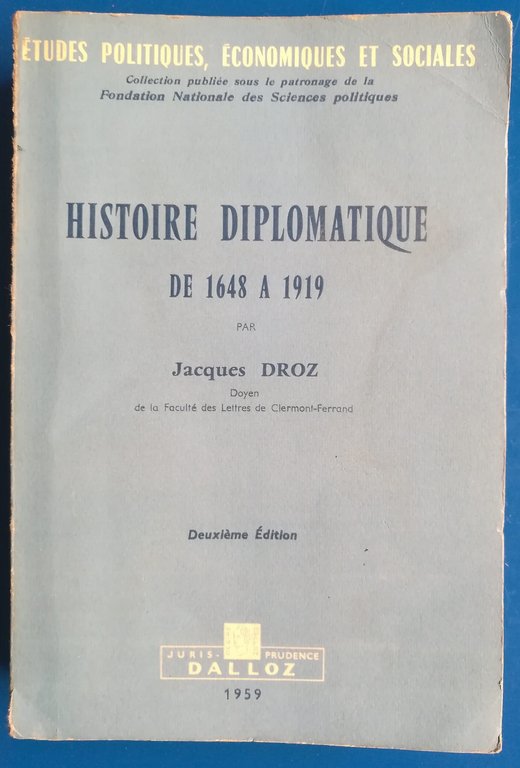 ÉTUDES POLITIQUES, ÉCONOMIQUES ET SOCIALES
Collection publiée sous le patronage de la
Fondation Nationale des Sciences politiques
HISTOIRE DIPLOMATIQUE
DE 1648 A 1919
PAR
Jacques DROZ
Doyen
de la Faculté des Lettres de Clermont-Ferrand
Deuxième Édition
JURIS-PRUDENCE
DALLOZ
1959